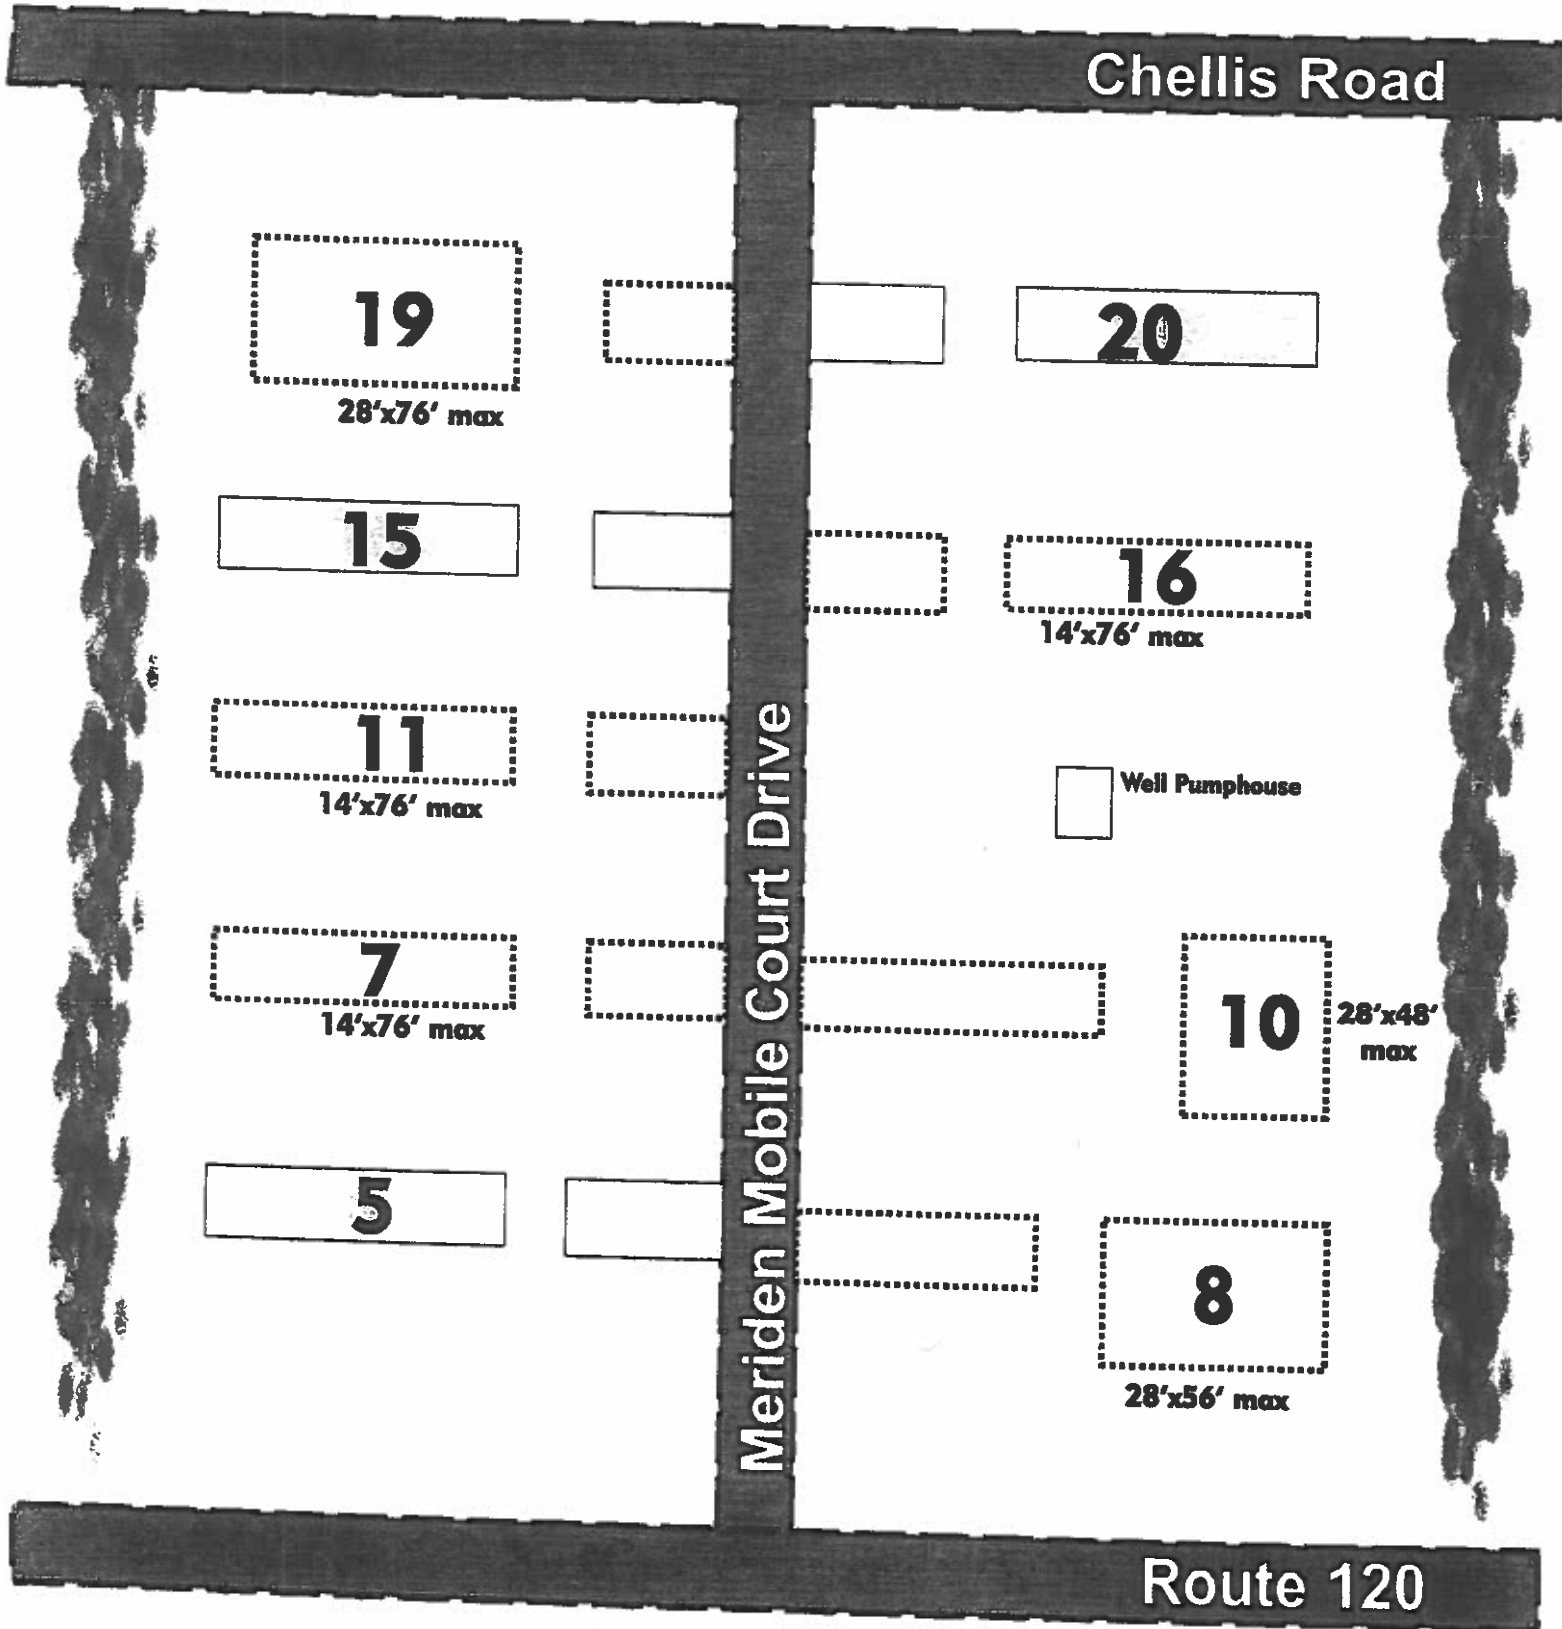 Chellis Road
19
28'x76' max
20
15
16
14'x76' max
11
14'x76' max
Well Pumphouse
Meriden Mobile Court Drive
7
14'x76' max
10
28'x48'
max
5
8
28'x56' max
Route 120